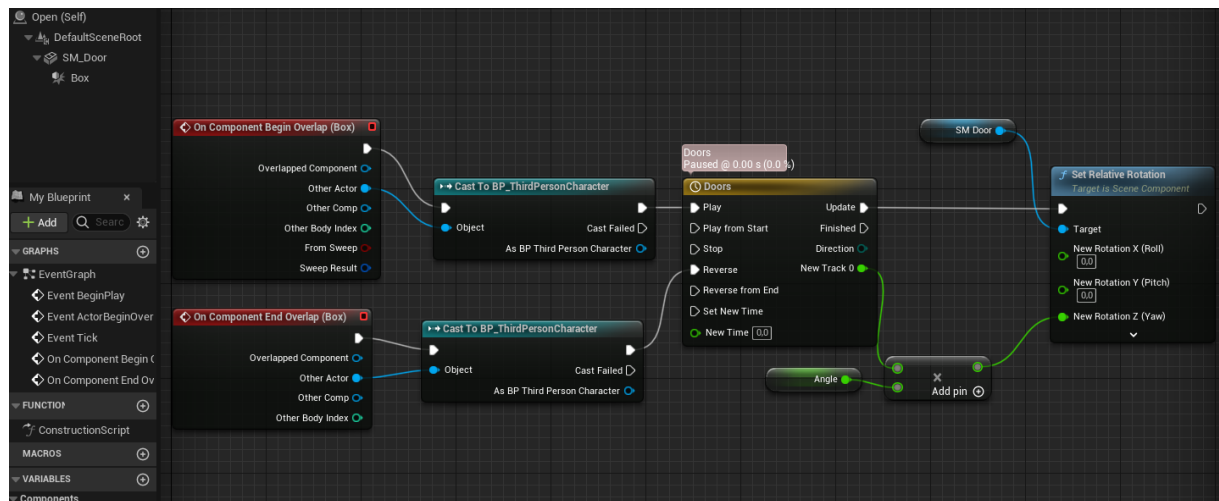 Open (Self)
DefaultSceneRoot
SM_Door
Box
My Blueprint
Add
Searc
GRAPHS
EventGraph
Event BeginPlay
Event ActorBeginOver
Event Tick
On Component Begin (
On Component End Ov
FUNCTION
ConstructionScript
MACROS
VARIABLES
Components
On Component Begin Overlap (Box)
Overlapped Component
Other Actor
Other Comp
Other Body Index
From Sweep
Sweep Result
On Component End Overlap (Box)
Overlapped Component
Other Actor
Other Comp
Other Body Index
Cast To BP_ThirdPersonCharacter
Object
Cast Failed
As BP Third Person Character
Cast To BP_ThirdPersonCharacter
Object
Cast Failed
As BP Third Person Character
Doors
Paused @ 0.00 s (0.0 %)
Doors
Play
Update
Play from Start
Finished
Stop
Direction
Reverse
New Track 0
Reverse from End
Set New Time
New Time 0,0
Angle
Add pin
SM Door
Set Relative Rotation
Target is Scene Component
Target
New Rotation X (Roll)
0,0
New Rotation Y (Pitch)
0,0
New Rotation Z (Yaw)